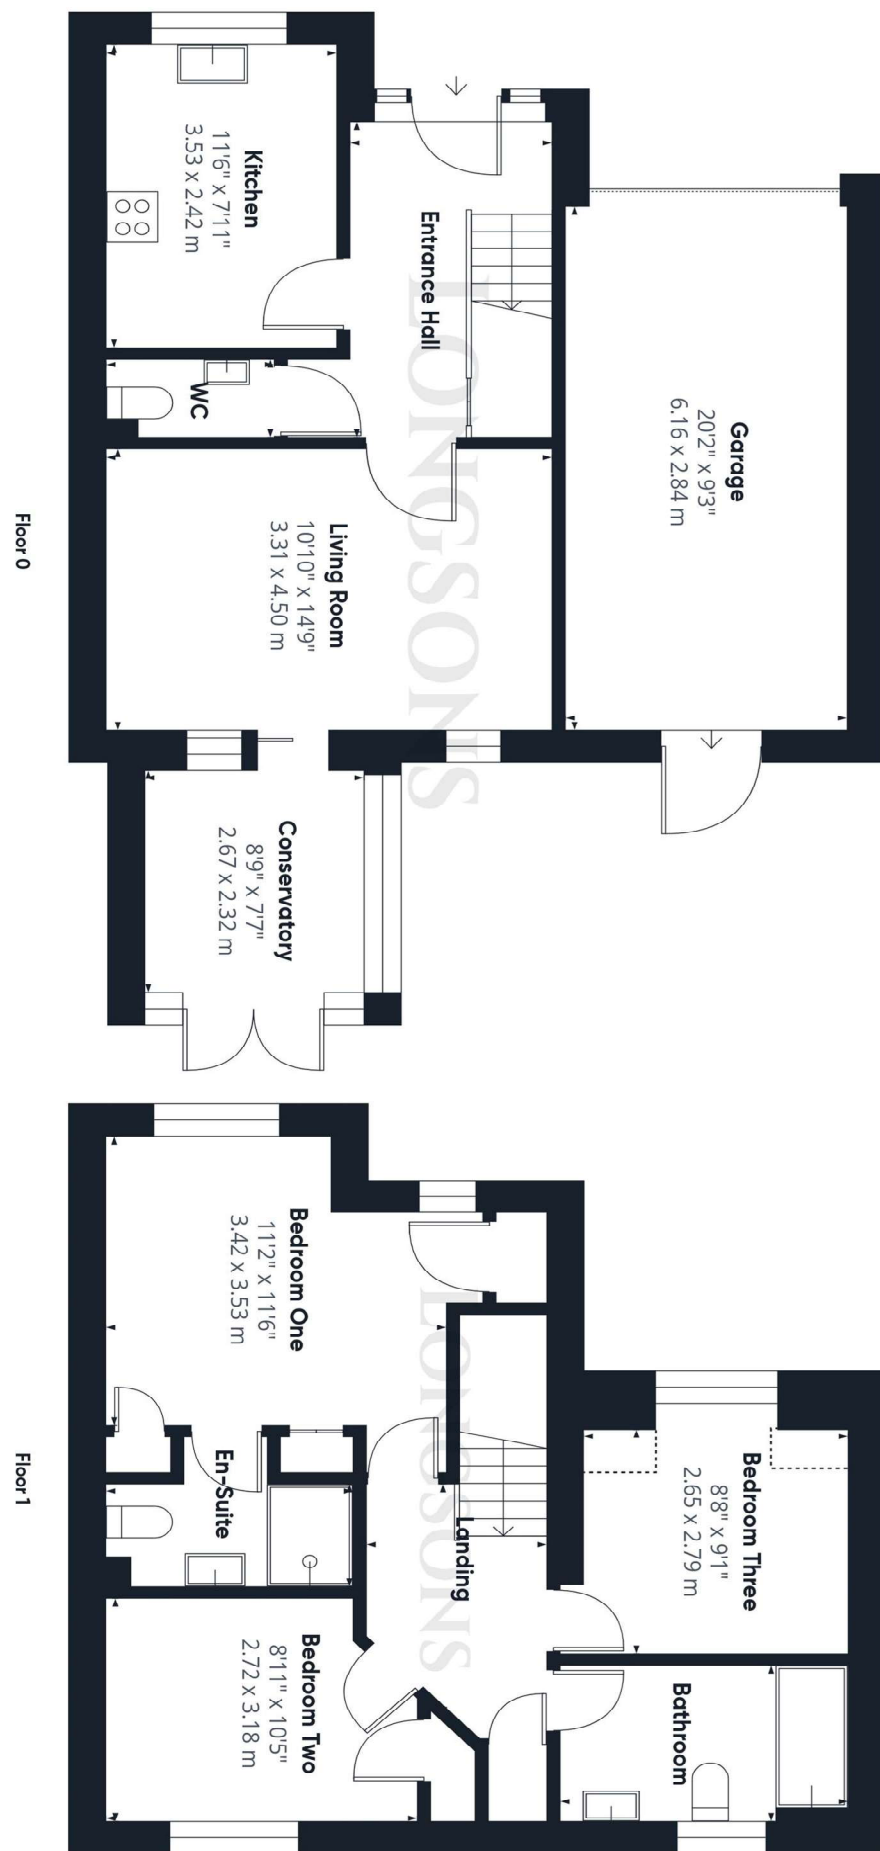 Garage
20'2" x 9'3"
6.16 x 2.84 m
Entrance Hall
Kitchen
11'6" x 7'11"
3.53 x 2.42 m
WC
Living Room
10'10" x 14'9"
3.31 x 4.50 m
Conservatory
8'9" x 7'7"
2.67 x 2.32 m
LONGSONS
Floor 0
Bedroom Three
8'8" x 9'1"
2.65 x 2.79 m
Bathroom
Landing
Bedroom One
11'2" x 11'6"
3.42 x 3.53 m
En-Suite
Bedroom Two
8'11" x 10'5"
2.72 x 3.18 m
LONGSONS
Floor 1